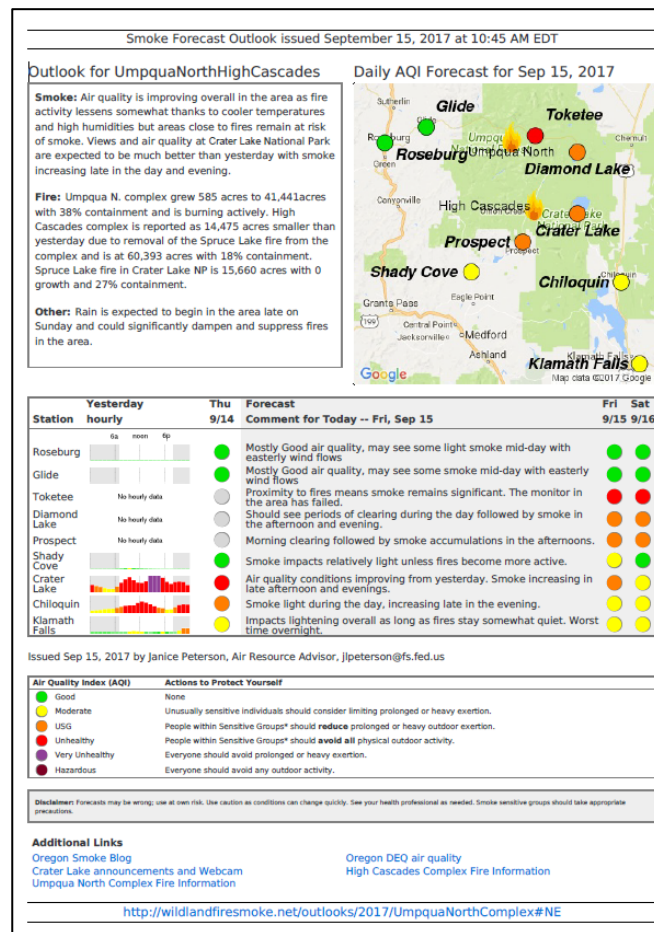 Smoke Forecast Outlook issued September 15, 2017 at 10:45 AM EDT
Outlook for UmpquaNorthHighCascades
Smoke: Air quality is improving overall in the area as fire
activity lessens somewhat thanks to cooler temperatures
and high humidities but areas close to fires remain at risk
of smoke. Views and air quality at Crater Lake National Park
are expected to be much better than yesterday with smoke
increasing late in the day and evening.
Fire: Umpqua N. complex grew 585 acres to 41,441acres
with 38% containment and is burning actively. High
Cascades complex is reported as 14,475 acres smaller than
yesterday due to removal of the Spruce Lake fire from the
complex and is at 60,393 acres with 18% containment.
Spruce Lake fire in Crater Lake NP is 15,660 acres with 0
growth and 27% containment.
Other: Rain is expected to begin in the area late on
Sunday and could significantly dampen and suppress fires
in the area.
Daily AQI Forecast for Sep 15, 2017
Sutherlin
Glide
Toketee
Roseburg
Umpqua North
Chemult
Green
Diamond Lake
Canyonville
High Cascades
Crater Lake
Prospect
Prospect
Shady Cove
Chiloquin
Eagle Point
Grants Pass
199
Central Point
Jacksonville
Medford
Ashland
Klamath Falls
Google
Map data ©2017 Google
Yesterday Thu Forecast Fri Sat
Station hourly 9/14 Comment for Today -- Fri, Sep 15 9/15 9/16
6a noon 6p
Roseburg Mostly Good air quality, may see some light smoke mid-day with
easterly wind flows
Glide Mostly Good air quality, may see some smoke mid-day with easterly
wind flows
Toketee No hourly data Proximity to fires means smoke remains significant. The monitor in
the area has failed.
Diamond Lake No hourly data Should see periods of clearing during the day followed by smoke in
the afternoon and evening.
Prospect No hourly data Morning clearing followed by smoke accumulations in the afternoons.
Shady Cove Smoke impacts relatively light unless fires become more active.
Crater Lake Air quality conditions improving from yesterday. Smoke increasing in
late afternoon and evenings.
Chiloquin Smoke light during the day, increasing late in the evening.
Klamath Falls Impacts lightening overall as long as fires stay somewhat quiet. Worst
time overnight.
Issued Sep 15, 2017 by Janice Peterson, Air Resource Advisor, jlpeterson@fs.fed.us
Air Quality Index (AQI) Actions to Protect Yourself
Good None
Moderate Unusually sensitive individuals should consider limiting prolonged or heavy exertion.
USG People within Sensitive Groups* should reduce prolonged or heavy outdoor exertion.
Unhealthy People within Sensitive Groups* should avoid all physical outdoor activity.
Very Unhealthy Everyone should avoid prolonged or heavy exertion.
Hazardous Everyone should avoid any outdoor activity.
Disclaimer: Forecasts may be wrong; use at own risk. Use caution as conditions can change quickly. See your health professional as needed. Smoke sensitive groups should take appropriate
precautions.
Additional Links
Oregon Smoke Blog
Crater Lake announcements and Webcam
Umpqua North Complex Fire Information
Oregon DEQ air quality
High Cascades Complex Fire Information
http://wildlandfiresmoke.net/outlooks/2017/UmpquaNorthComplex#NE